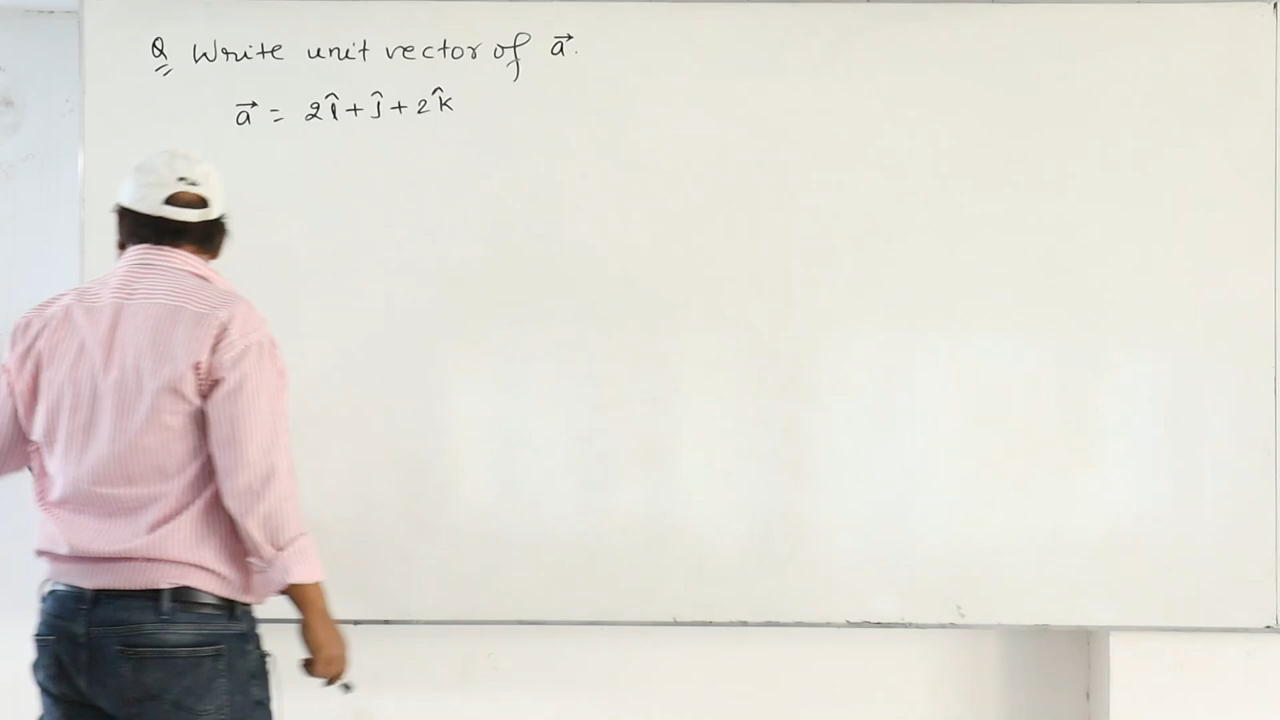 Q Write unit vector of a⃗.
a⃗ = 2î + ĵ + 2k̂